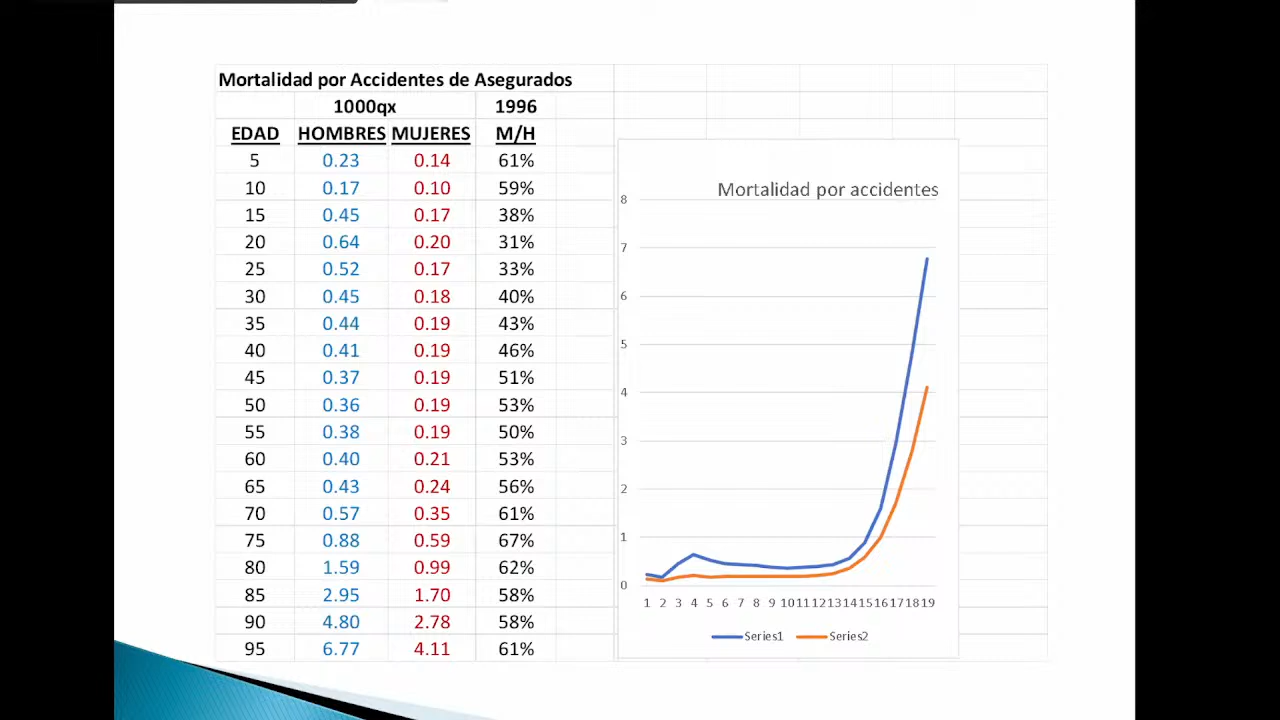 Mortalidad por Accidentes de Asegurados
1000qx 1996
EDAD HOMBRES MUJERES M/H
5 0.23 0.14 61%
10 0.17 0.10 59%
15 0.45 0.17 38%
20 0.64 0.20 31%
25 0.52 0.17 33%
30 0.45 0.18 40%
35 0.44 0.19 43%
40 0.41 0.19 46%
45 0.37 0.19 51%
50 0.36 0.19 53%
55 0.38 0.19 50%
60 0.40 0.21 53%
65 0.43 0.24 56%
70 0.57 0.35 61%
75 0.88 0.59 67%
80 1.59 0.99 62%
85 2.95 1.70 58%
90 4.80 2.78 58%
95 6.77 4.11 61%
Mortalidad por accidentes
8
7
6
5
4
3
2
1
0
1 2 3 4 5 6 7 8 9 10 11 12 13 14 15 16 17 18 19
Series1 Series2